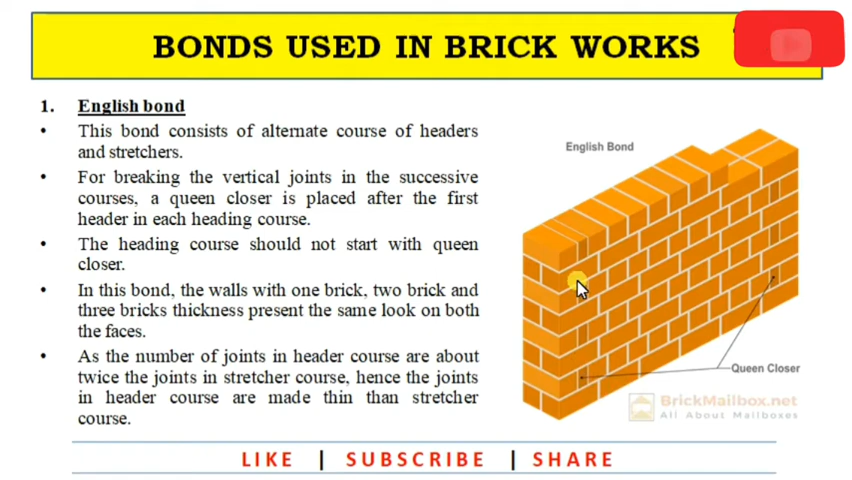 BONDS USED IN BRICK WORKS
1. English bond
• This bond consists of alternate course of headers
and stretchers.
• For breaking the vertical joints in the successive
courses, a queen closer is placed after the first
header in each heading course.
• The heading course should not start with queen
closer.
• In this bond, the walls with one brick, two brick and
three bricks thickness present the same look on both
the faces.
• As the number of joints in header course are about
twice the joints in stretcher course, hence the joints
in header course are made thin than stretcher
course.
English Bond
Queen Closer
BrickMailbox.net
All About Mailboxes
LIKE | SUBSCRIBE | SHARE